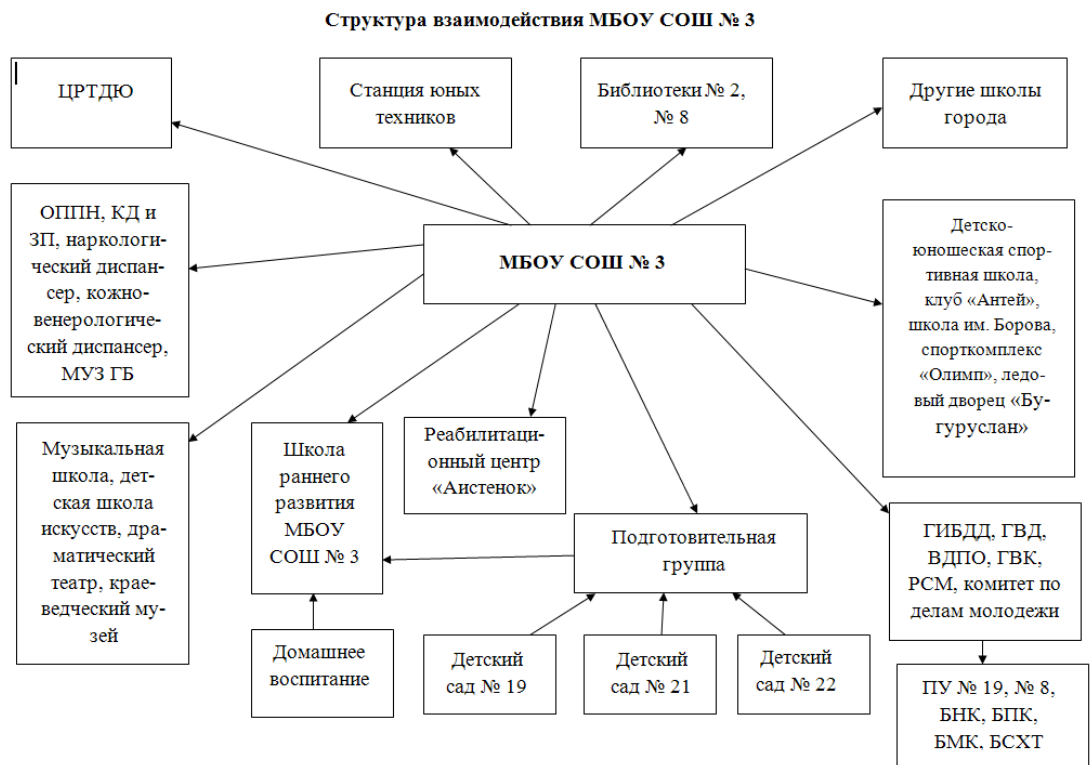 Структура взаимодействия МБОУ СОШ № 3
ЦРТДЮ
Станция юных
техников
Библиотеки № 2,
№ 8
Другие школы
города
ОППН, КД и
ЗП, наркологи-
ческий диспан-
сер, кожно-
венерологиче-
ский диспансер,
МУЗ ГБ
МБОУ СОШ № 3
Детско-
юношеская спор-
тивная школа,
клуб «Антей»,
школа им. Борова,
спорткомплекс
«Олимп», ледо-
вый дворец «Бу-
гуруслан»
Музыкальная
школа, дет-
ская школа
искусств, дра-
матический
театр, крае-
ведческий му-
зей
Школа
раннего
развития
МБОУ
СОШ № 3
Реабилитаци-
онный центр
«Аистенок»
Подготовительная
группа
ГИБДД, ГВД,
ВДПО, ГВК,
РСМ, комитет по
делам молодежи
Домашнее
воспитание
Детский
сад № 19
Детский
сад № 21
Детский
сад № 22
ПУ № 19, № 8,
БНК, БПК,
БМК, БСХТ